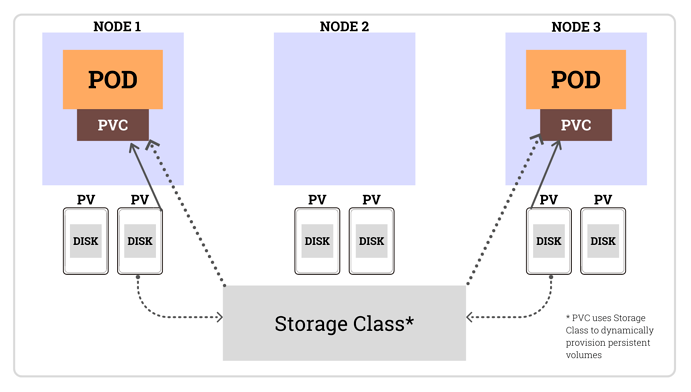 NODE 1
NODE 2
NODE 3
POD
POD
PVC
PVC
PV
PV
PV
PV
PV
PV
DISK
DISK
DISK
DISK
DISK
DISK
Storage Class*
* PVC uses Storage
Class to dynamically
provision persistent
volumes